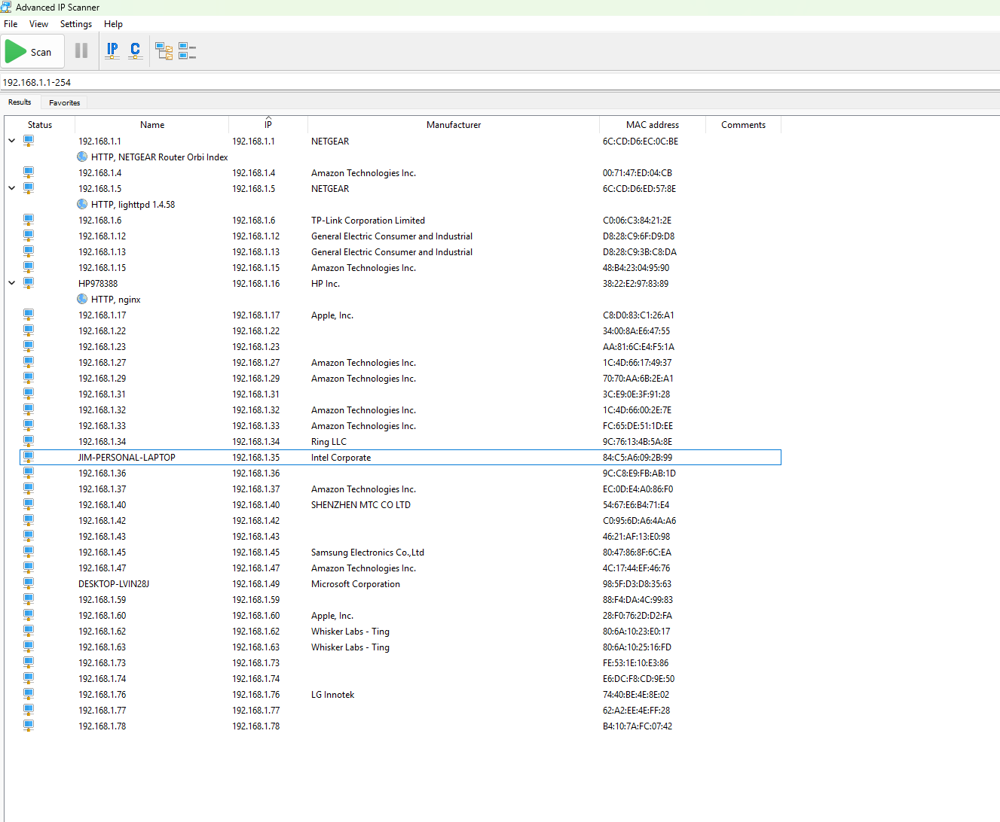 Advanced IP Scanner
File View Settings Help
Scan IP C
192.168.1.1-254
Results Favorites
Status Name IP Manufacturer MAC address Comments
192.168.1.1 192.168.1.1 NETGEAR 6C:CD:D6:EC:0C:BE
HTTP, NETGEAR Router Orbi Index
192.168.1.4 192.168.1.4 Amazon Technologies Inc. 00:71:47:ED:04:CB
192.168.1.5 192.168.1.5 NETGEAR 6C:CD:D6:ED:57:8E
HTTP, lighttpd 1.4.58
192.168.1.6 192.168.1.6 TP-Link Corporation Limited C0:06:C3:84:21:2E
192.168.1.12 192.168.1.12 General Electric Consumer and Industrial D8:28:C9:6F:D9:D8
192.168.1.13 192.168.1.13 General Electric Consumer and Industrial D8:28:C9:3B:C8:DA
192.168.1.15 192.168.1.15 Amazon Technologies Inc. 48:B4:23:04:95:90
HP978388 192.168.1.16 HP Inc. 38:22:E2:97:83:89
HTTP, nginx
192.168.1.17 192.168.1.17 Apple, Inc. C8:D0:83:C1:26:A1
192.168.1.22 192.168.1.22 34:00:8A:E6:47:55
192.168.1.23 192.168.1.23 AA:81:6C:E4:F5:1A
192.168.1.27 192.168.1.27 Amazon Technologies Inc. 1C:4D:66:17:49:37
192.168.1.29 192.168.1.29 Amazon Technologies Inc. 70:70:AA:6B:2E:A1
192.168.1.31 192.168.1.31 3C:E9:0E:3F:91:28
192.168.1.32 192.168.1.32 Amazon Technologies Inc. 1C:4D:66:00:2E:7E
192.168.1.33 192.168.1.33 Amazon Technologies Inc. FC:65:DE:51:1D:EE
192.168.1.34 192.168.1.34 Ring LLC 9C:76:13:4B:5A:8E
JIM-PERSONAL-LAPTOP 192.168.1.35 Intel Corporate 84:C5:A6:09:2B:99
192.168.1.36 192.168.1.36 9C:C8:E9:FB:AB:1D
192.168.1.37 192.168.1.37 Amazon Technologies Inc. EC:0D:E4:A0:86:F0
192.168.1.40 192.168.1.40 SHENZHEN MTC CO LTD 54:67:E6:B4:71:E4
192.168.1.42 192.168.1.42 C0:95:6D:A6:4A:A6
192.168.1.43 192.168.1.43 46:21:AF:13:E0:98
192.168.1.45 192.168.1.45 Samsung Electronics Co.,Ltd 80:47:86:8F:6C:EA
192.168.1.47 192.168.1.47 Amazon Technologies Inc. 4C:17:44:EF:46:76
DESKTOP-LVIN28J 192.168.1.49 Microsoft Corporation 98:5F:D3:D8:35:63
192.168.1.59 192.168.1.59 88:F4:DA:4C:99:83
192.168.1.60 192.168.1.60 Apple, Inc. 28:F0:76:2D:D2:FA
192.168.1.62 192.168.1.62 Whisker Labs - Ting 80:6A:10:23:E0:17
192.168.1.63 192.168.1.63 Whisker Labs - Ting 80:6A:10:25:16:FD
192.168.1.73 192.168.1.73 FE:53:1E:10:E3:86
192.168.1.74 192.168.1.74 E6:DC:F8:CD:9E:50
192.168.1.76 192.168.1.76 LG Innotek 74:40:BE:4E:8E:02
192.168.1.77 192.168.1.77 62:A2:EE:4E:FF:28
192.168.1.78 192.168.1.78 B4:10:7A:FC:07:42